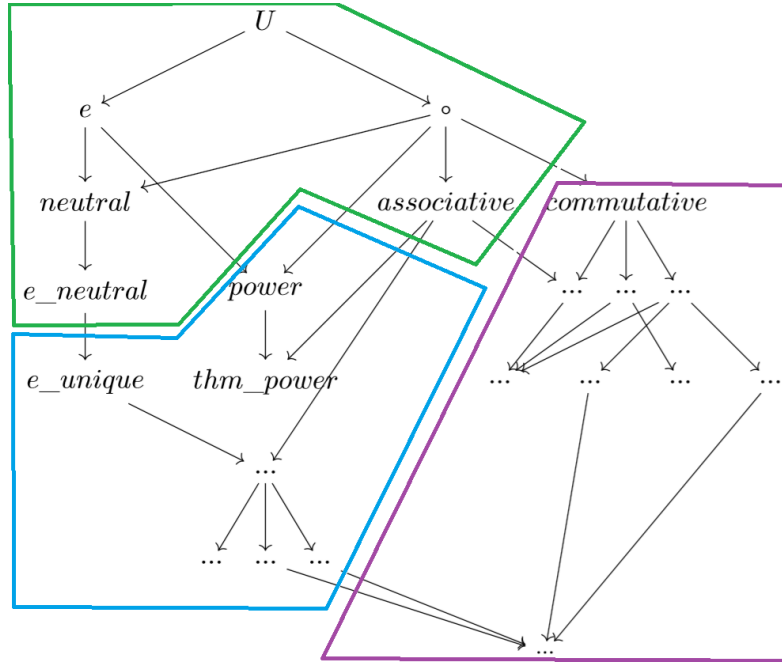 U
e ∘
neutral associative commutative
e_neutral power ... ... ...
e_unique thm_power ... ... ... ...
...
... ... ...
...